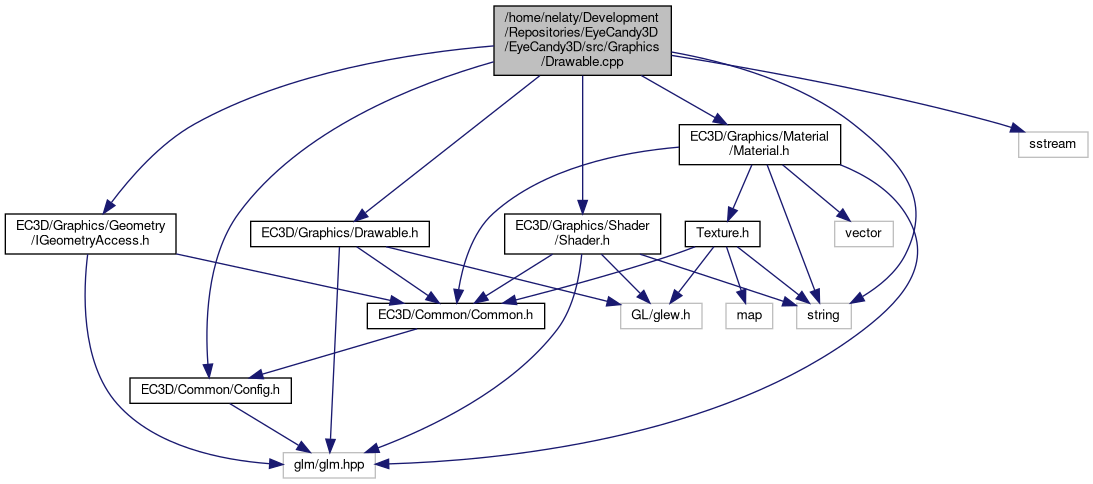 /home/nelaty/Development
/Repositories/EyeCandy3D
/EyeCandy3D/src/Graphics
/Drawable.cpp
sstream
EC3D/Graphics/Material
/Material.h
EC3D/Graphics/Geometry
/IGeometryAccess.h
EC3D/Graphics/Drawable.h
EC3D/Graphics/Shader
/Shader.h
Texture.h
vector
EC3D/Common/Common.h
GL/glew.h
map
string
EC3D/Common/Config.h
glm/glm.hpp